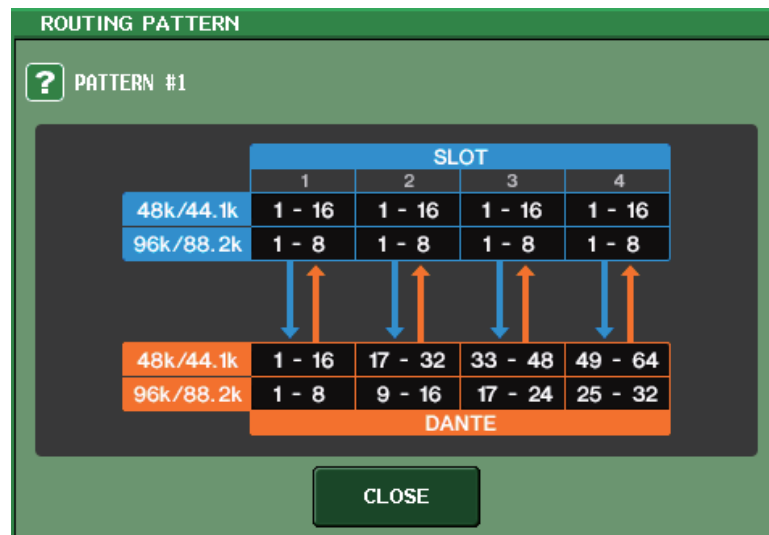 ROUTING PATTERN
? PATTERN #1
SLOT
1 2 3 4
48k/44.1k 1 - 16 1 - 16 1 - 16 1 - 16
96k/88.2k 1 - 8 1 - 8 1 - 8 1 - 8
48k/44.1k 1 - 16 17 - 32 33 - 48 49 - 64
96k/88.2k 1 - 8 9 - 16 17 - 24 25 - 32
DANTE
CLOSE